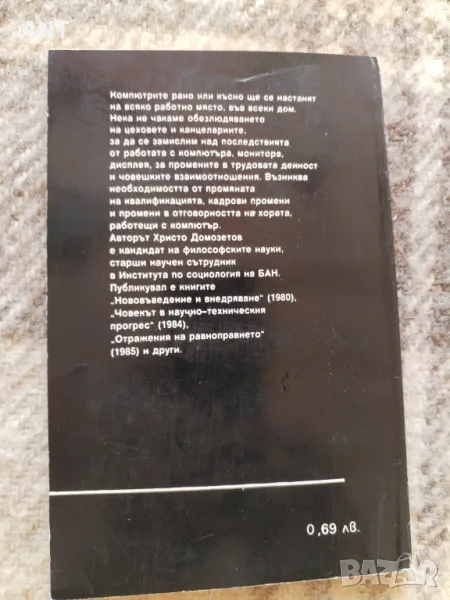 ANT
Компютрите рано или късно ще се настанят
на всяко работно място, във всеки дом.
Нека не чакаме обезлюдяването
на цеховете и канцелариите,
за да се замислим над последствията
от работата с компютъра, монитора,
дисплея, за промените в трудовата дейност
и човешките взаимоотношения. Възниква
необходимостта от промяната
на квалификацията, кадрови промени
и промени в отговорността на хората,
работещи с компютър.
Авторът Христо Домозетов
е кандидат на философските науки,
старши научен сътрудник
в Института по социология на БАН.
Публикувал е книгите
„Нововъведение и внедряване“ (1980),
„Човекът в научно-техническия
прогрес“ (1984),
„Отражения на равноправието“
(1985) и други.
0,69 лв.
bazar.bg